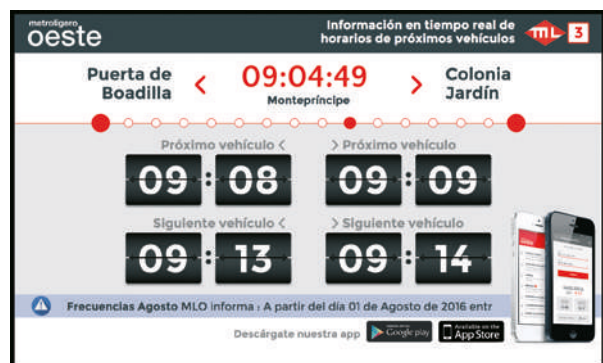 metroligero
oeste
Información en tiempo real de
horarios de próximos vehículos
ML 3
Puerta de
Boadilla
<
09:04:49
Montepríncipe
>
Colonia
Jardín
Próximo vehículo <
> Próximo vehículo
09 : 08
09 : 09
Siguiente vehículo <
> Siguiente vehículo
09 : 13
09 : 14
Frecuencias Agosto MLO informa : A partir del día 01 de Agosto de 2016 entr
Descárgate nuestra app
Google play
Available on the
App Store